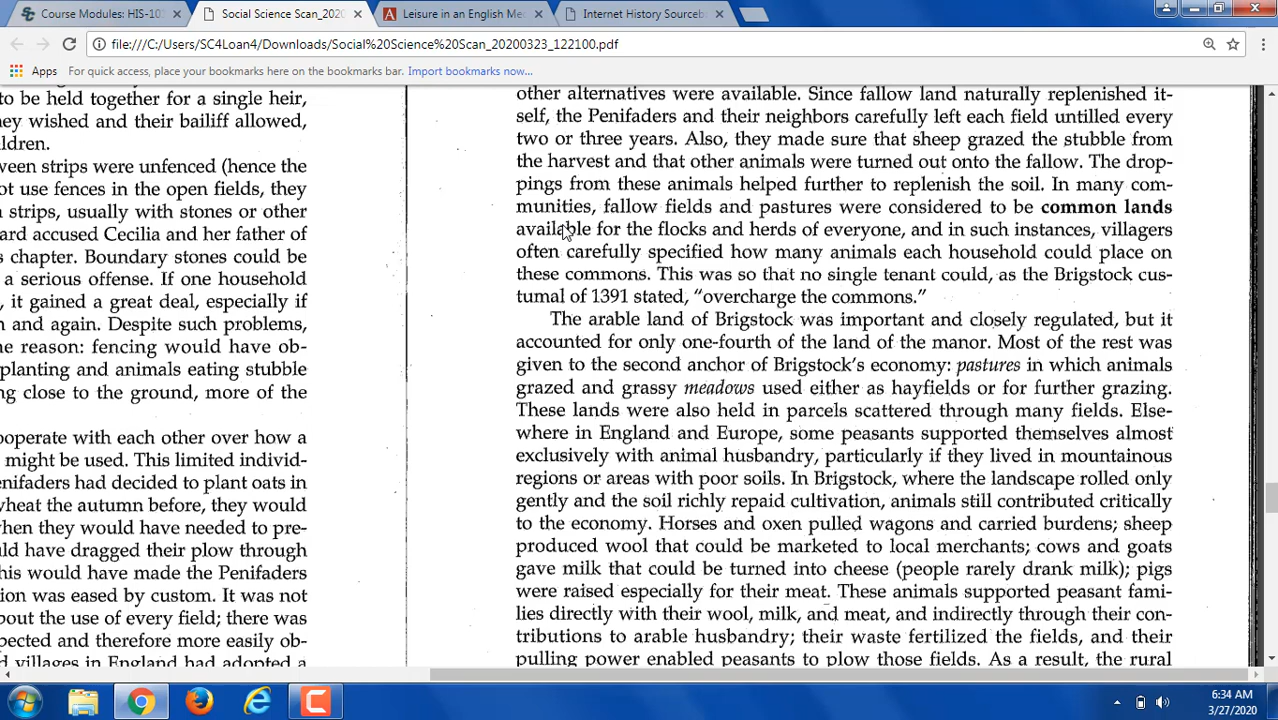 Course Modules: HIS-10
Social Science Scan_2020
Leisure in an English Me
Internet History Sourceb
file:///C:/Users/SC4Loan4/Downloads/Social%20Science%20Scan_20200323_122100.pdf
Apps
For quick access, place your bookmarks here on the bookmarks bar. Import bookmarks now...
to be held together for a single heir,
ey wished and their bailiff allowed,
ldren.
ween strips were unfenced (hence the
ot use fences in the open fields, they
strips, usually with stones or other
ard accused Cecilia and her father of
s chapter. Boundary stones could be
a serious offense. If one household
, it gained a great deal, especially if
n and again. Despite such problems,
ne reason: fencing would have ob-
planting and animals eating stubble
ng close to the ground, more of the
ooperate with each other over how a
might be used. This limited individ-
enifaders had decided to plant oats in
wheat the autumn before, they would
when they would have needed to pre-
uld have dragged their plow through
his would have made the Penifaders
ion was eased by custom. It was not
bout the use of every field; there was
pected and therefore more easily ob-
d villages in England had adopted a
other alternatives were available. Since fallow land naturally replenished it-
self, the Penifaders and their neighbors carefully left each field untilled every
two or three years. Also, they made sure that sheep grazed the stubble from
the harvest and that other animals were turned out onto the fallow. The drop-
pings from these animals helped further to replenish the soil. In many com-
munities, fallow fields and pastures were considered to be common lands
available for the flocks and herds of everyone, and in such instances, villagers
often carefully specified how many animals each household could place on
these commons. This was so that no single tenant could, as the Brigstock cus-
tumal of 1391 stated, "overcharge the commons."
The arable land of Brigstock was important and closely regulated, but it
accounted for only one-fourth of the land of the manor. Most of the rest was
given to the second anchor of Brigstock's economy: pastures in which animals
grazed and grassy meadows used either as hayfields or for further grazing.
These lands were also held in parcels scattered through many fields. Else-
where in England and Europe, some peasants supported themselves almost
exclusively with animal husbandry, particularly if they lived in mountainous
regions or areas with poor soils. In Brigstock, where the landscape rolled only
gently and the soil richly repaid cultivation, animals still contributed critically
to the economy. Horses and oxen pulled wagons and carried burdens; sheep
produced wool that could be marketed to local merchants; cows and goats
gave milk that could be turned into cheese (people rarely drank milk); pigs
were raised especially for their meat. These animals supported peasant fami-
lies directly with their wool, milk, and meat, and indirectly through their con-
tributions to arable husbandry; their waste fertilized the fields, and their
pulling power enabled peasants to plow those fields. As a result, the rural
6:34 AM
3/27/2020